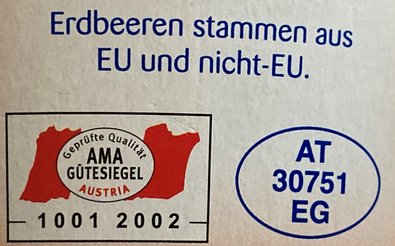 Erdbeeren stammen aus
EU und nicht-EU.
Geprüfte Qualität
AMA
GÜTESIEGEL
AUSTRIA
1001 2002
AT
30751
EG